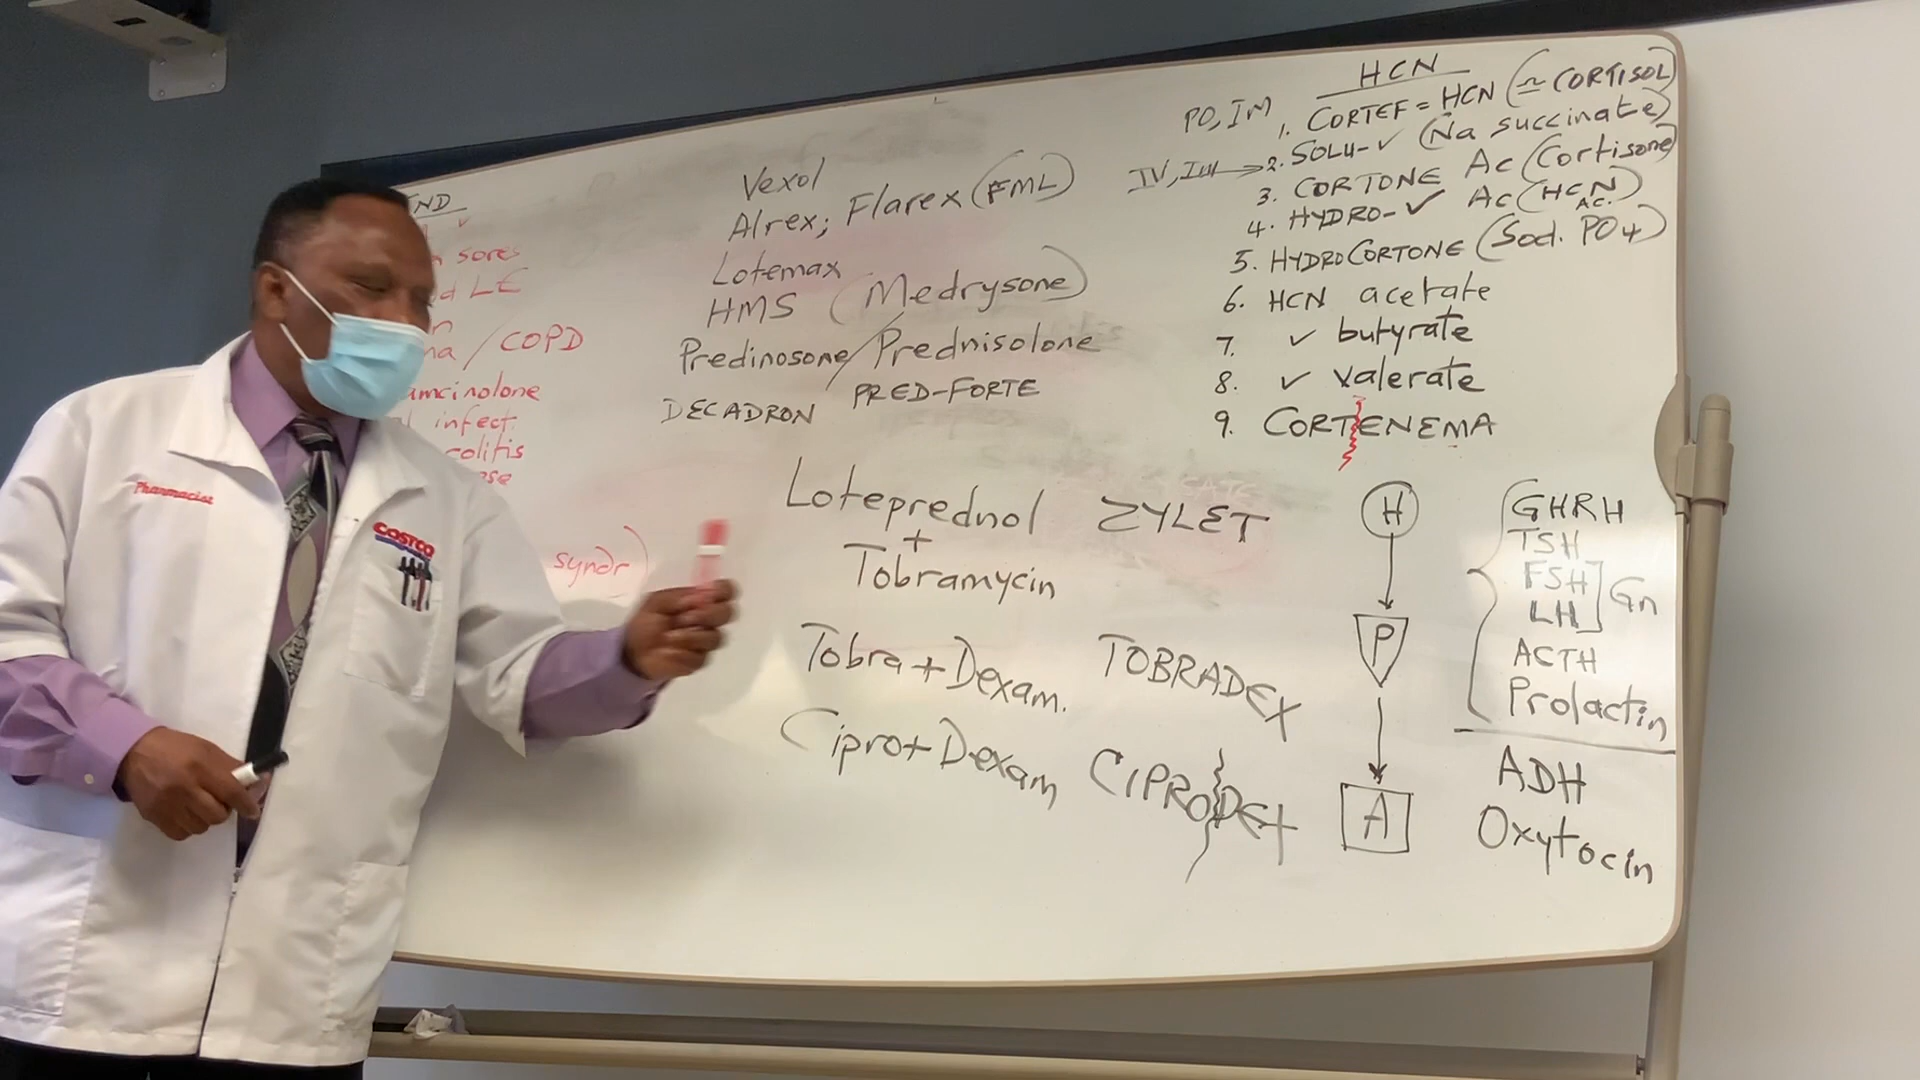 Pharmacist
COSTCO
IND
sores
LE
/ COPD
amcinolone
infect.
colitis
syndr)
Vexol
Alrex; Flarex (FML)
Lotemax
HMS (Medrysone)
Predinosone/Prednisolone
DECADRON PRED-FORTE
Loteprednol ZYLET
+
Tobramycin
Tobra + Dexam. TOBRADEX
Cipro + Dexam CIPRODEX
HCN
PO, IM 1. CORTEF = HCN (≃ CORTISOL)
IV, IM → 2. SOLU- ✓ (Na succinate)
3. CORTONE Ac (Cortisone)
4. HYDRO- ✓ Ac (HCN AC.)
5. HYDROCORTONE (Sod. PO4)
6. HCN acetate
7. ✓ butyrate
8. ✓ valerate
9. CORTENEMA
H
P
A
GHRH
TSH
FSH
LH
Gn
ACTH
Prolactin
ADH
Oxytocin